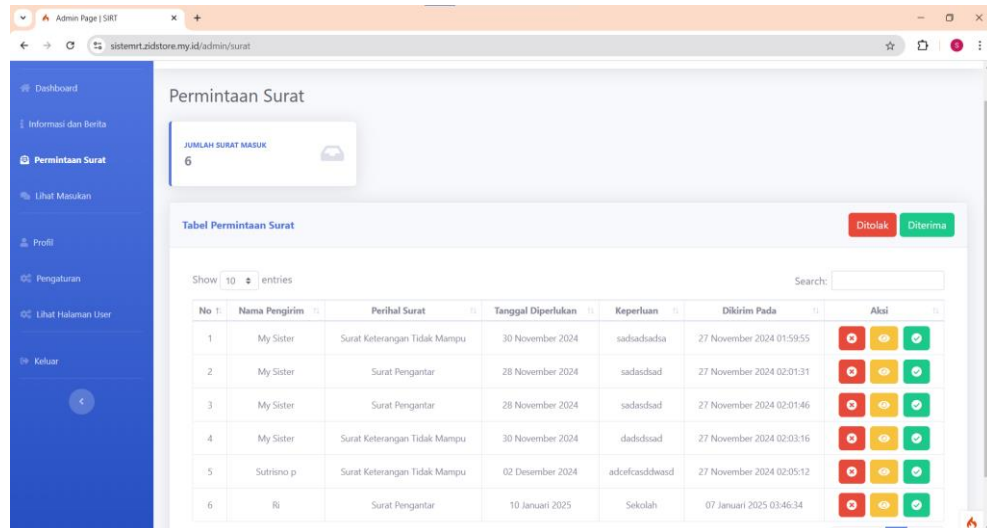 Admin Page | SIRT
sistemrt.zidstore.my.id/admin/surat
S
Dashboard
Informasi dan Berita
Permintaan Surat
Lihat Masukan
Profil
Pengaturan
Lihat Halaman User
Keluar
Permintaan Surat
JUMLAH SURAT MASUK
6
Tabel Permintaan Surat
Ditolak Diterima
Show 10 entries Search:
No Nama Pengirim Perihal Surat Tanggal Diperlukan Keperluan Dikirim Pada Aksi
1 My Sister Surat Keterangan Tidak Mampu 30 November 2024 sadsadsadsa 27 November 2024 01:59:55
2 My Sister Surat Pengantar 28 November 2024 sadasdsad 27 November 2024 02:01:31
3 My Sister Surat Pengantar 28 November 2024 sadasdsad 27 November 2024 02:01:46
4 My Sister Surat Keterangan Tidak Mampu 30 November 2024 dadsdssad 27 November 2024 02:03:16
5 Sutrisno p Surat Keterangan Tidak Mampu 02 Desember 2024 adcefcasddwasd 27 November 2024 02:05:12
6 Ri Surat Pengantar 10 Januari 2025 Sekolah 07 Januari 2025 03:46:34